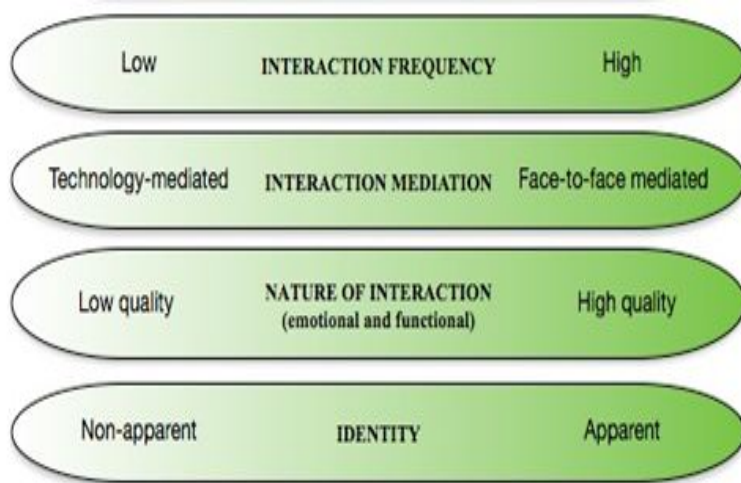 Low INTERACTION FREQUENCY High
Technology-mediated INTERACTION MEDIATION Face-to-face mediated
Low quality NATURE OF INTERACTION High quality
(emotional and functional)
Non-apparent IDENTITY Apparent